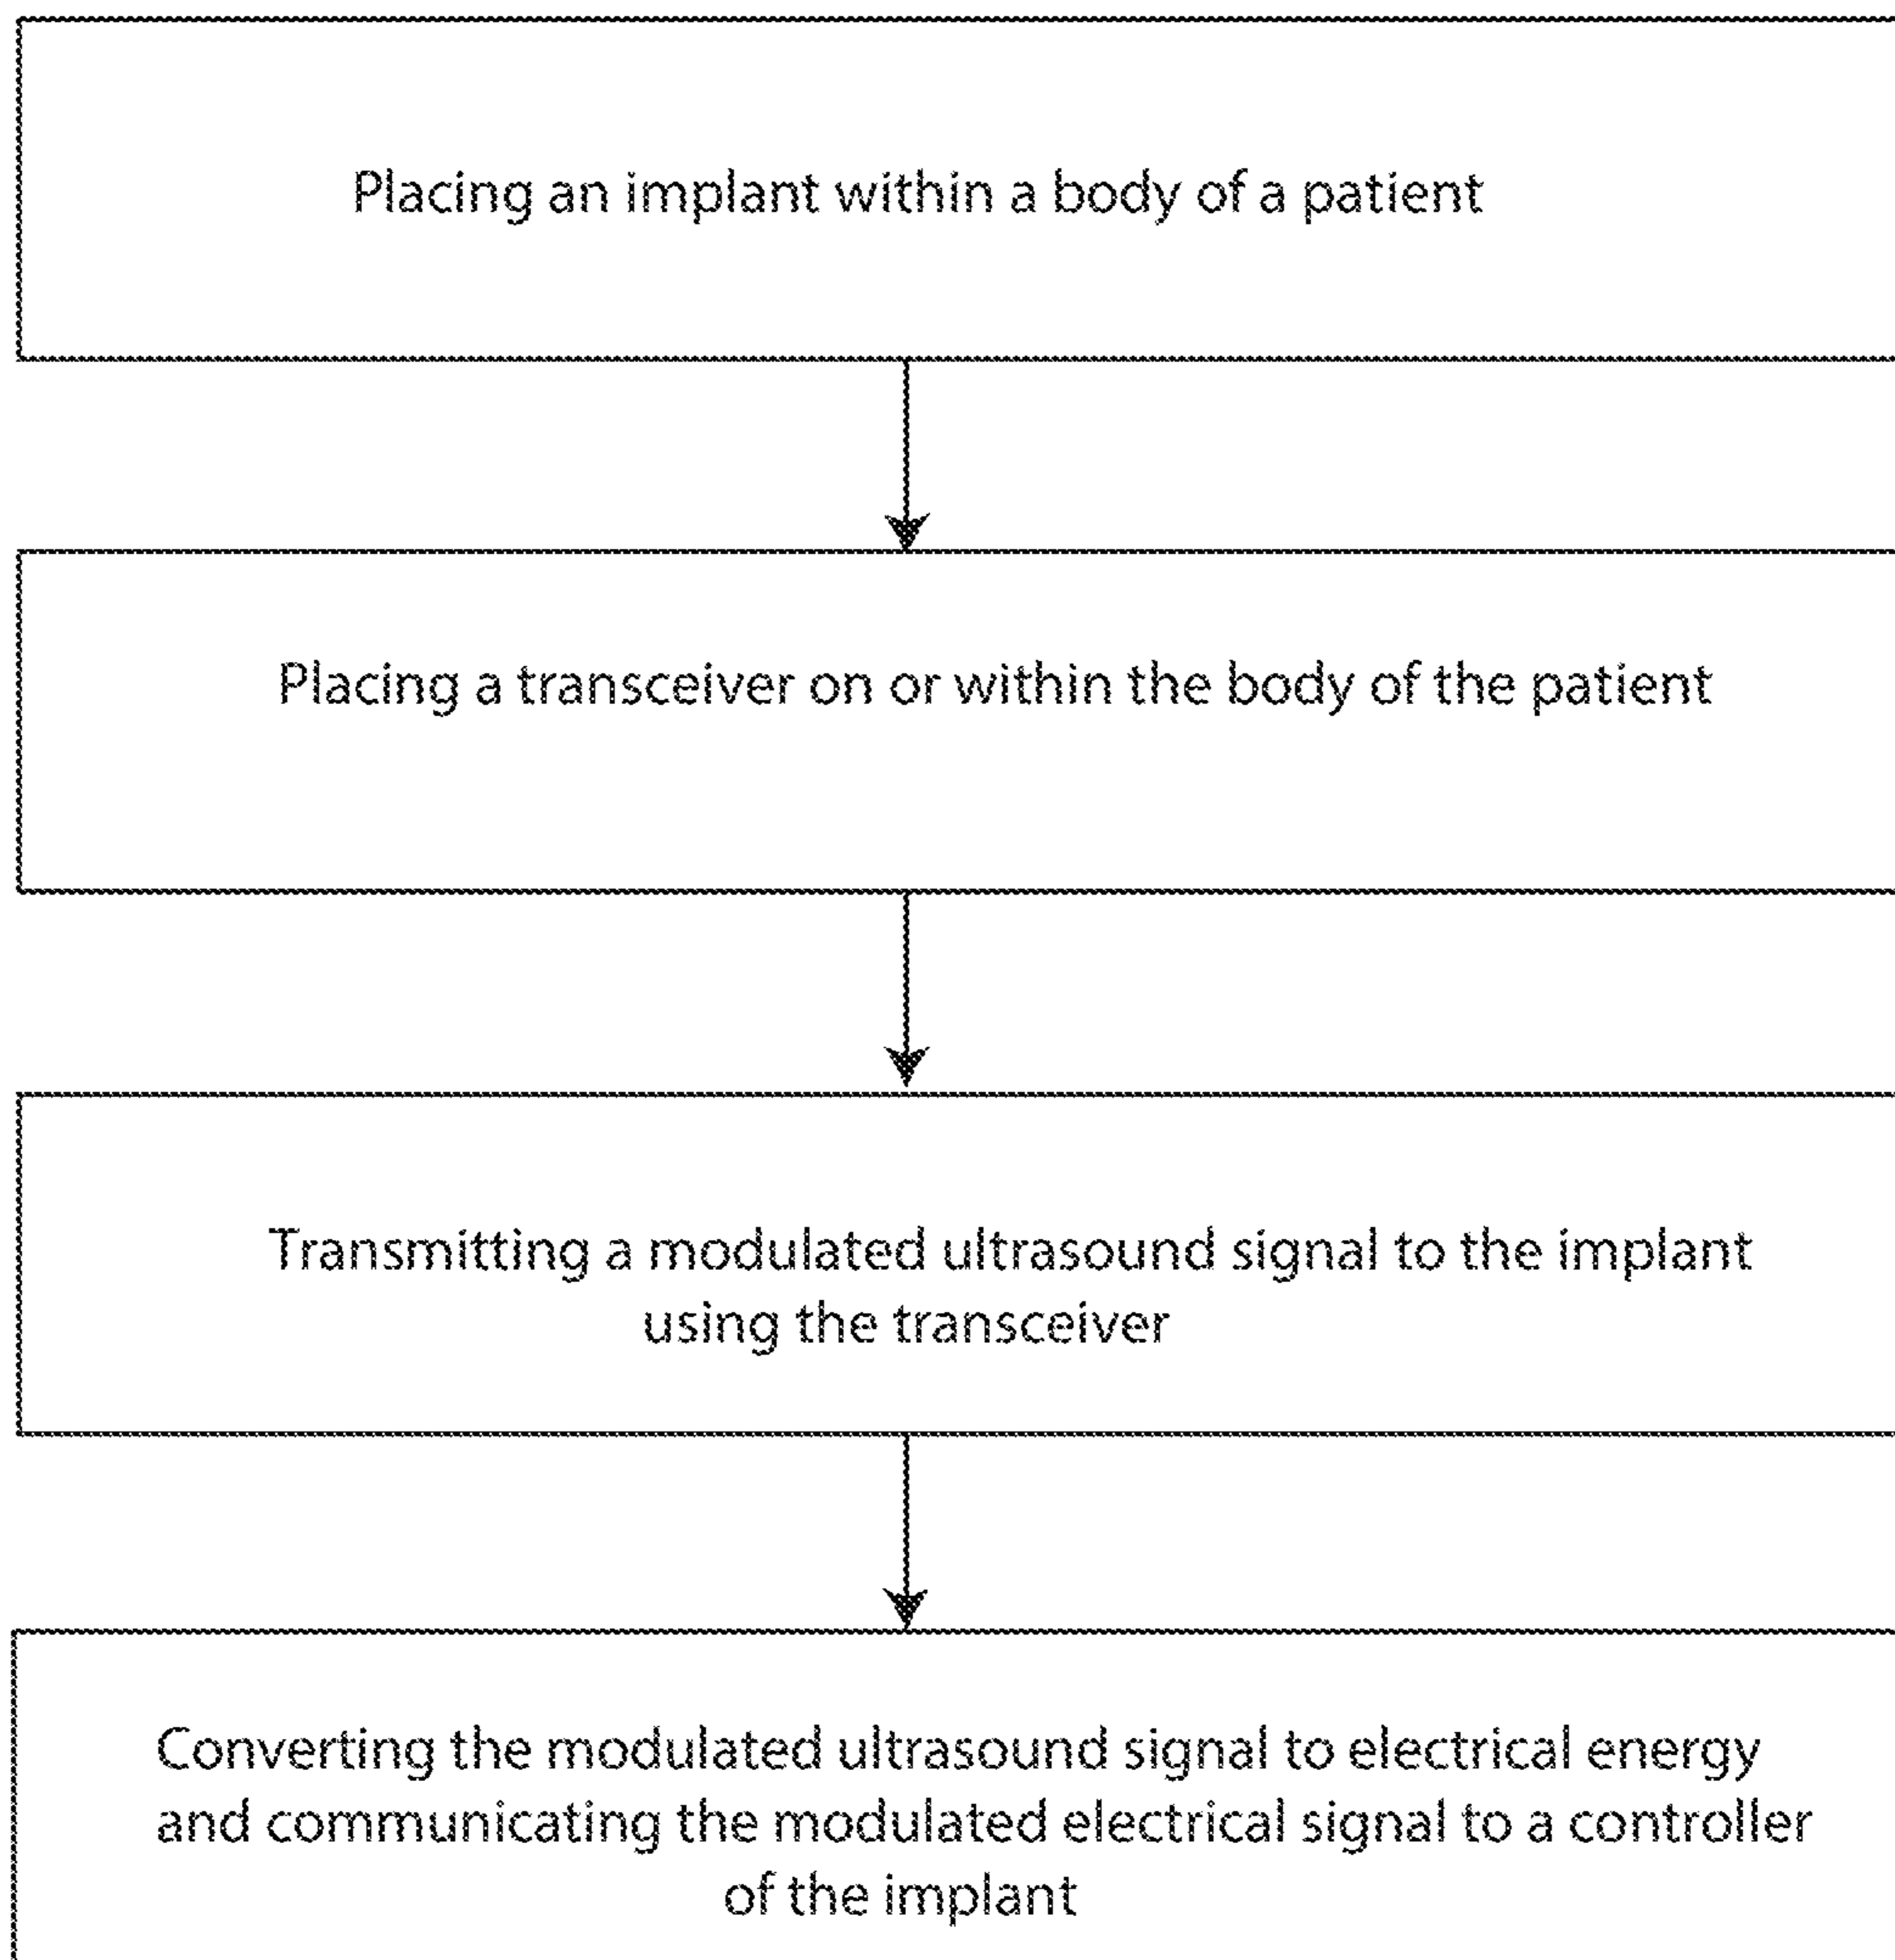 Placing an implant within a body of a patient
Placing a transceiver on or within the body of the patient
Transmitting a modulated ultrasound signal to the implant
using the transceiver
Converting the modulated ultrasound signal to electrical energy
and communicating the modulated electrical signal to a controller
of the implant